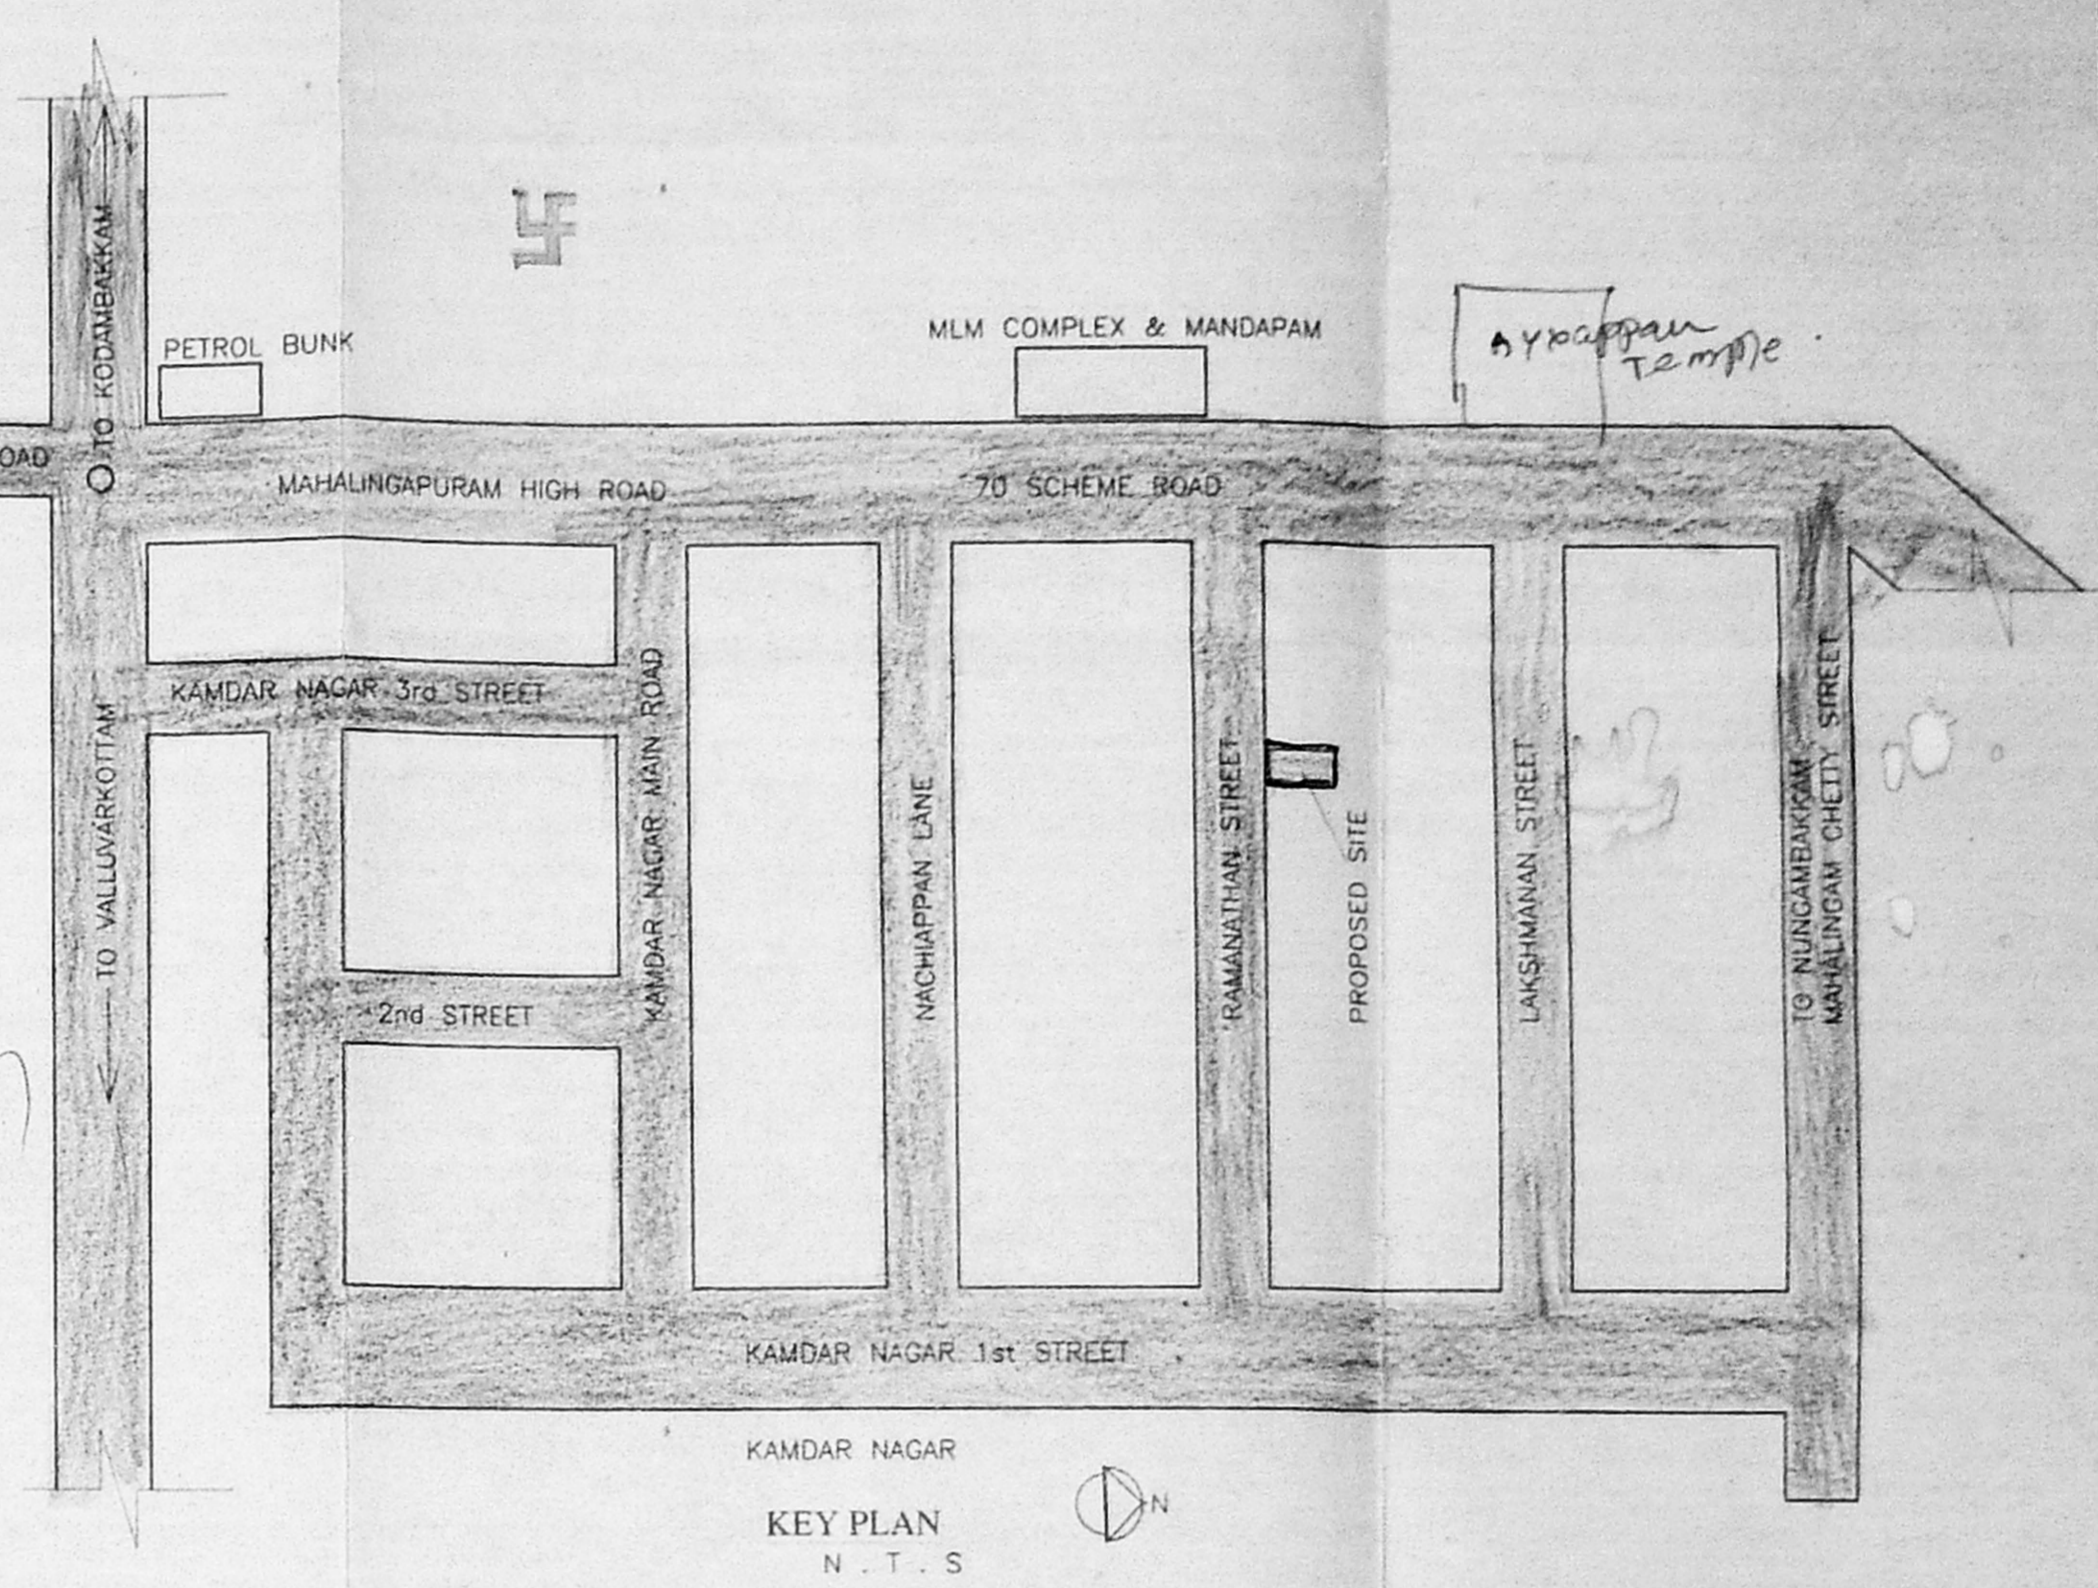 TO KODAMBAKKAM
PETROL BUNK
MLM COMPLEX & MANDAPAM
Ayyappan
Temple.
OAD
MAHALINGAPURAM HIGH ROAD
70 SCHEME ROAD
KAMDAR NAGAR 3rd STREET
TO VALLUVARKOTTAM
2nd STREET
KAMDAR NAGAR MAIN ROAD
NACHIAPPAN LANE
RAMANATHAN STREET
PROPOSED SITE
LAKSHMANAN STREET
TO NUNGAMBAKKAM
MAHALINGAM CHETTY STREET
KAMDAR NAGAR 1st STREET
KAMDAR NAGAR
N
KEY PLAN
N . T . S